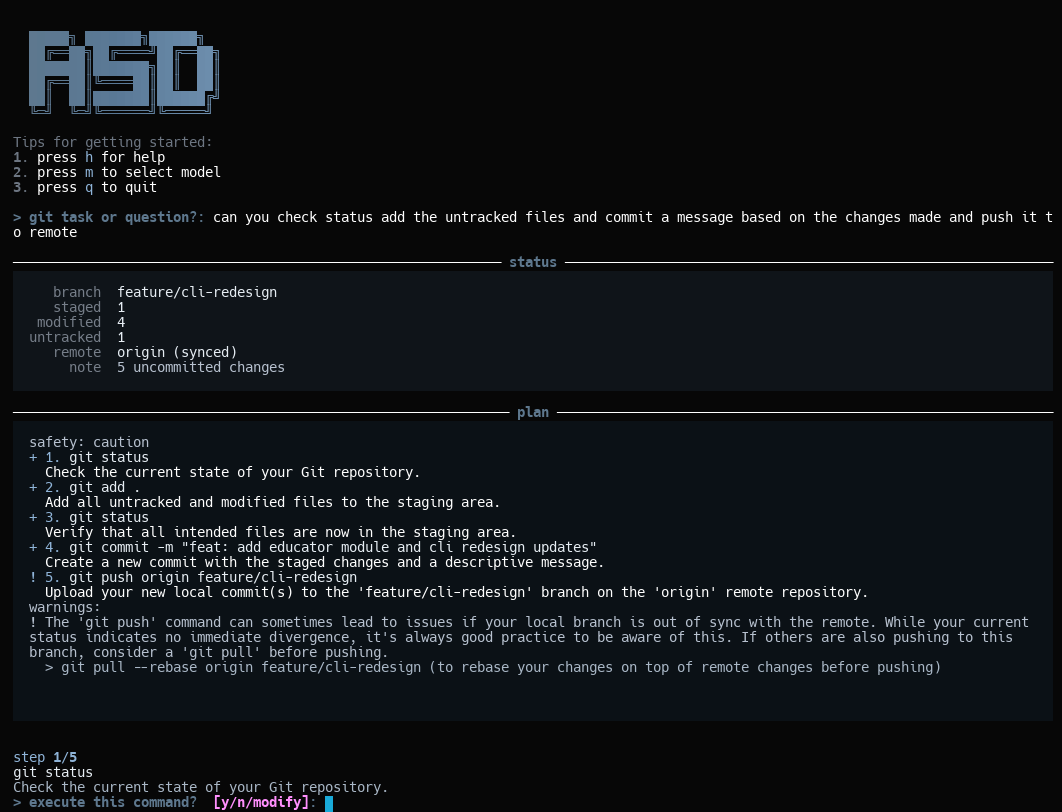 ASD
Tips for getting started:
1. press h for help
2. press m to select model
3. press q to quit
> git task or question?: can you check status add the untracked files and commit a message based on the changes made and push it t
o remote
status
branch feature/cli-redesign
staged 1
modified 4
untracked 1
remote origin (synced)
note 5 uncommitted changes
plan
safety: caution
+ 1. git status
Check the current state of your Git repository.
+ 2. git add .
Add all untracked and modified files to the staging area.
+ 3. git status
Verify that all intended files are now in the staging area.
+ 4. git commit -m "feat: add educator module and cli redesign updates"
Create a new commit with the staged changes and a descriptive message.
! 5. git push origin feature/cli-redesign
Upload your new local commit(s) to the 'feature/cli-redesign' branch on the 'origin' remote repository.
warnings:
! The 'git push' command can sometimes lead to issues if your local branch is out of sync with the remote. While your current
status indicates no immediate divergence, it's always good practice to be aware of this. If others are also pushing to this
branch, consider a 'git pull' before pushing.
> git pull --rebase origin feature/cli-redesign (to rebase your changes on top of remote changes before pushing)
step 1/5
git status
Check the current state of your Git repository.
> execute this command? [y/n/modify]: